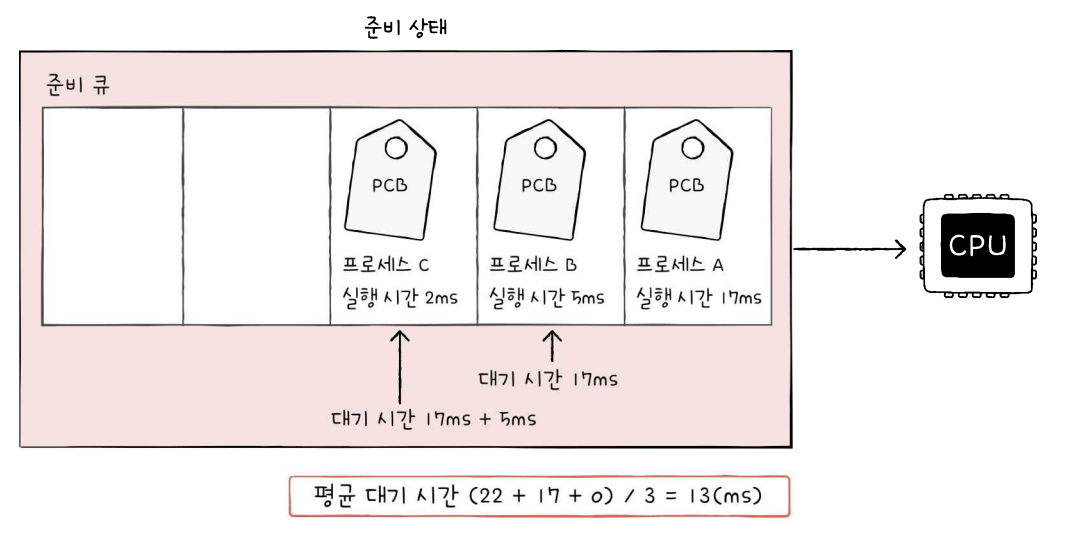 준비 상태
준비 큐
PCB PCB PCB
프로세스 C 프로세스 B 프로세스 A
실행 시간 2ms 실행 시간 5ms 실행 시간 17ms
CPU
대기 시간 17ms
대기 시간 17ms + 5ms
평균 대기 시간 (22 + 17 + 0) / 3 = 13(ms)